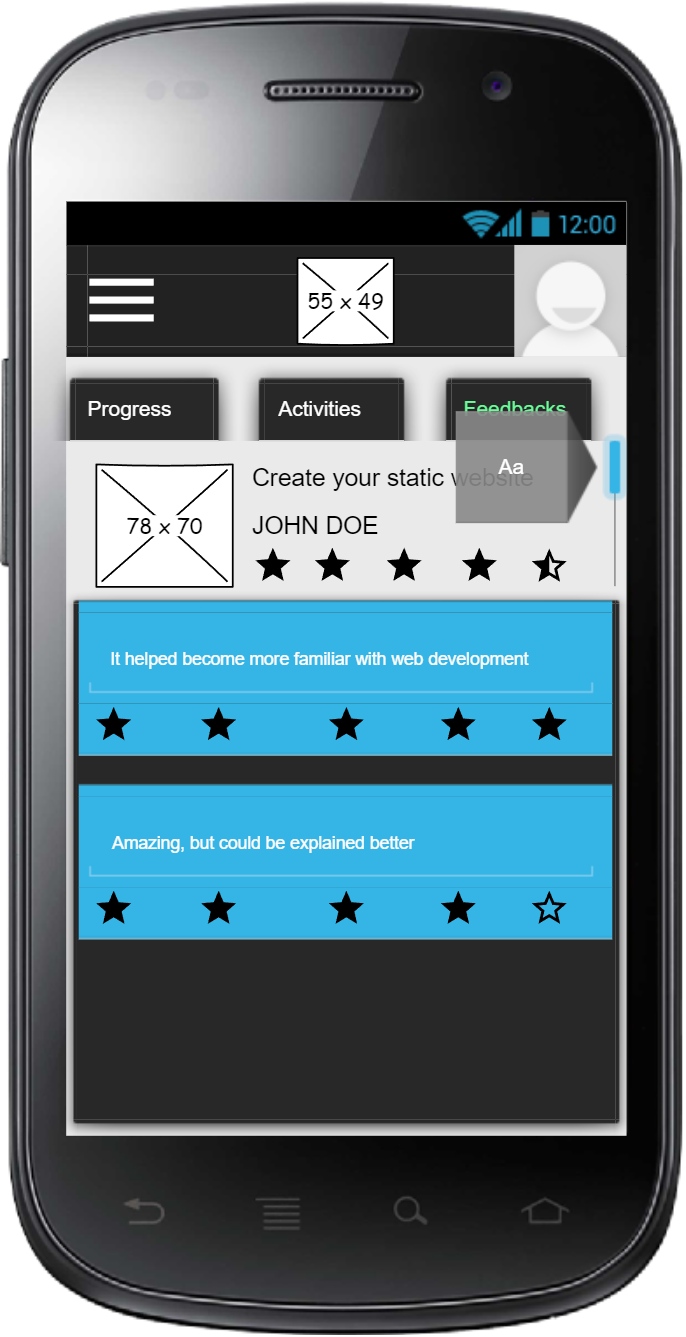 12:00
55 x 49
Progress Activities Feedbacks
Aa
Create your static website
JOHN DOE
78 x 70
It helped become more familiar with web development
Amazing, but could be explained better